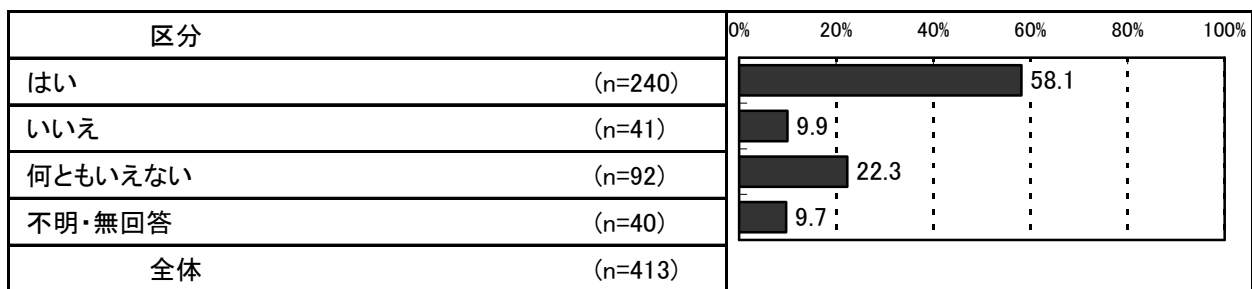 区分 0% 20% 40% 60% 80% 100%
はい (n=240) 58.1
いいえ (n=41) 9.9
何ともいえない (n=92) 22.3
不明・無回答 (n=40) 9.7
全体 (n=413)